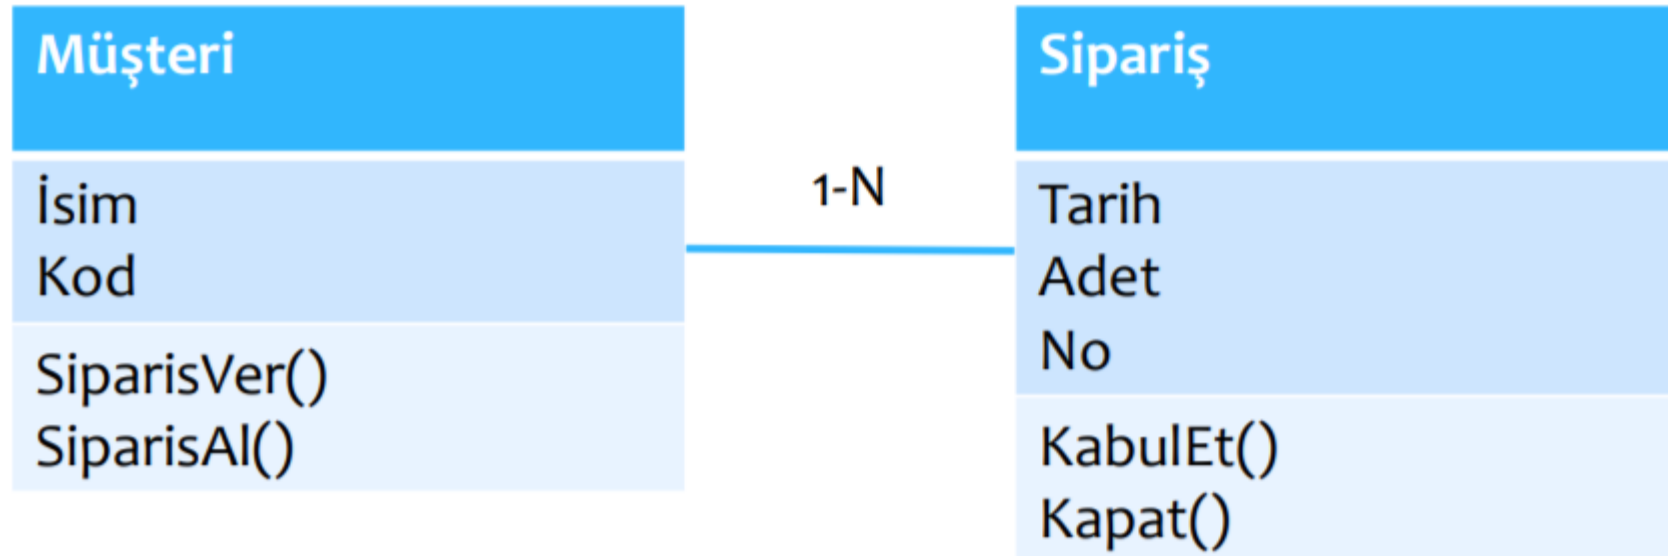 Müşteri
İsim
Kod
SiparisVer()
SiparisAl()
1-N
Sipariş
Tarih
Adet
No
KabulEt()
Kapat()